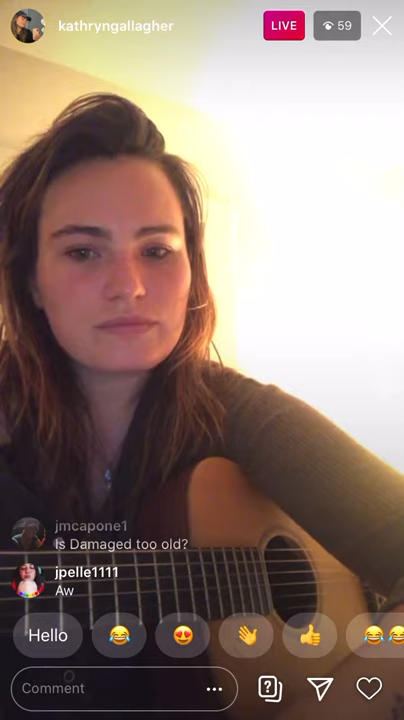 kathryngallagher
LIVE
59
jmcapone1
Is Damaged too old?
jpelle1111
Aw
Hello
Comment